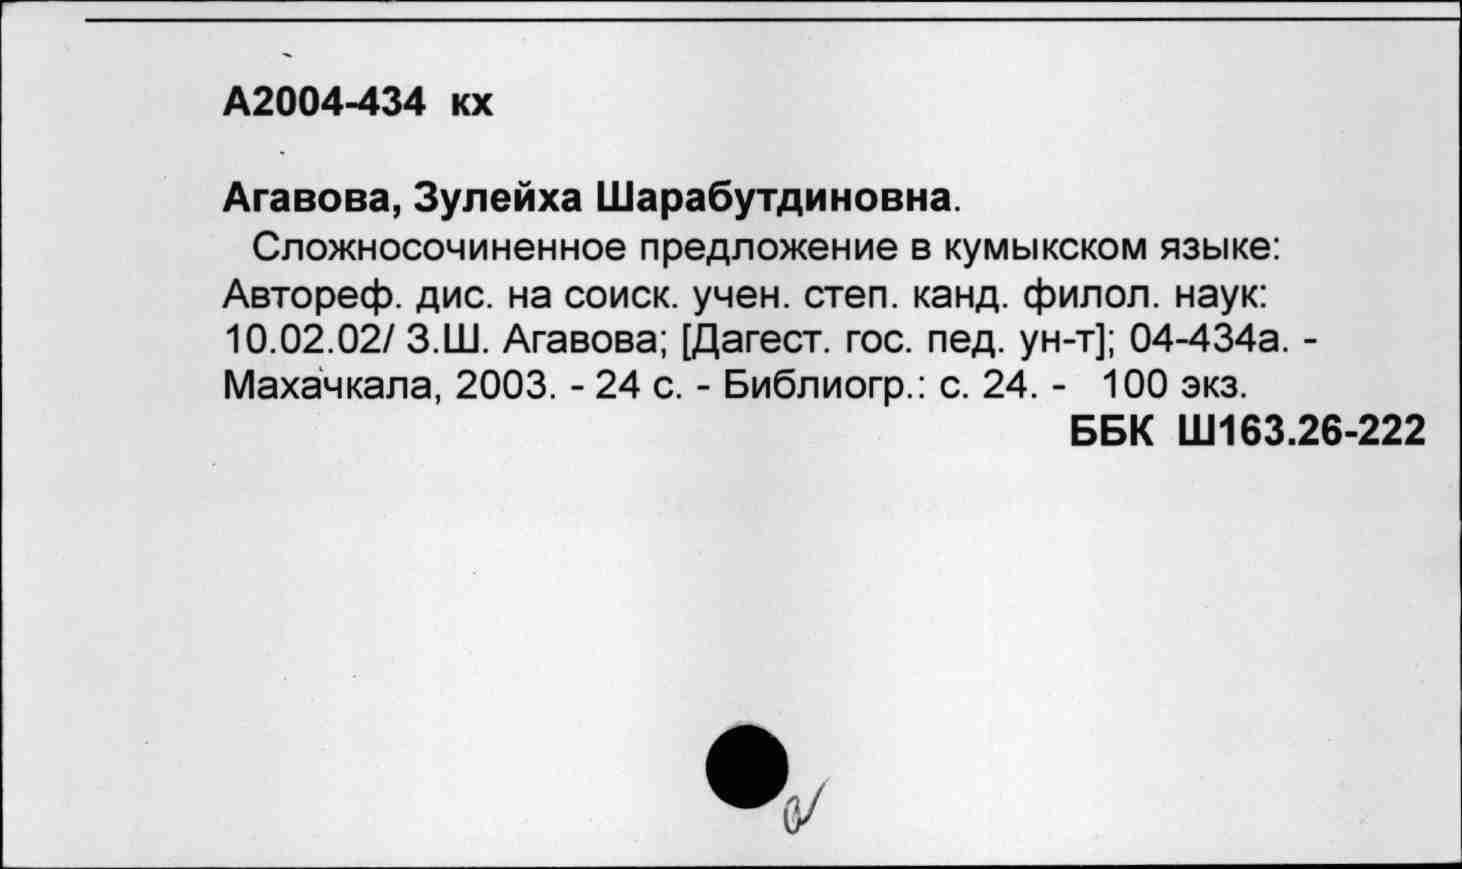 А2004-434 кх
Агавова, Зулейха Шарабутдиновна.
Сложносочиненное предложение в кумыкском языке:
Автореф. дис. на соиск. учен. степ. канд. филол. наук:
10.02.02/ З.Ш. Агавова; [Дагест. гос. пед. ун-т]; 04-434а. -
Махачкала, 2003. - 24 с. - Библиогр.: с. 24. - 100 экз.
ББК Ш163.26-222